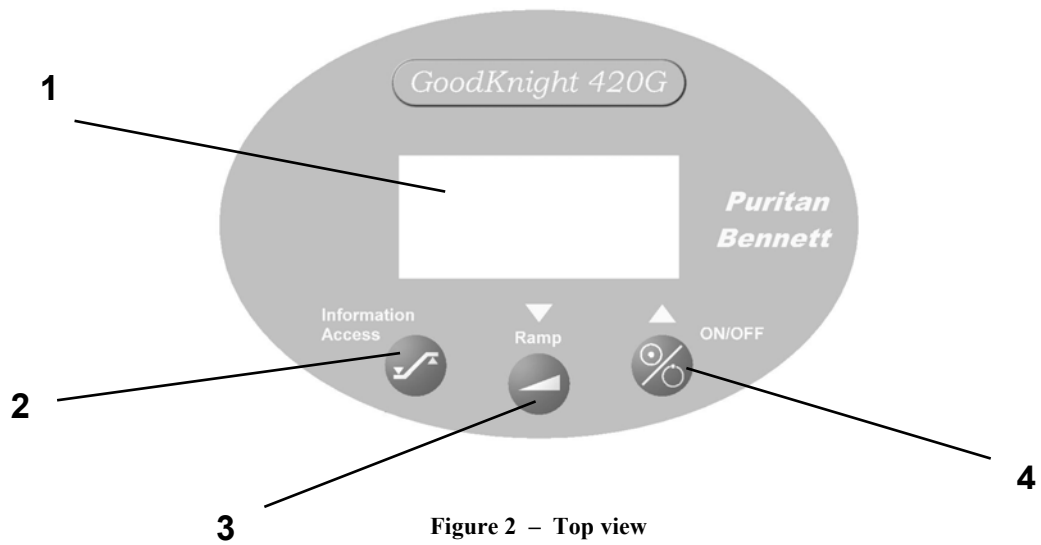 GoodKnight 420G
1
Puritan
Bennett
Information
Access
Ramp
ON/OFF
2
4
3
Figure 2 – Top view